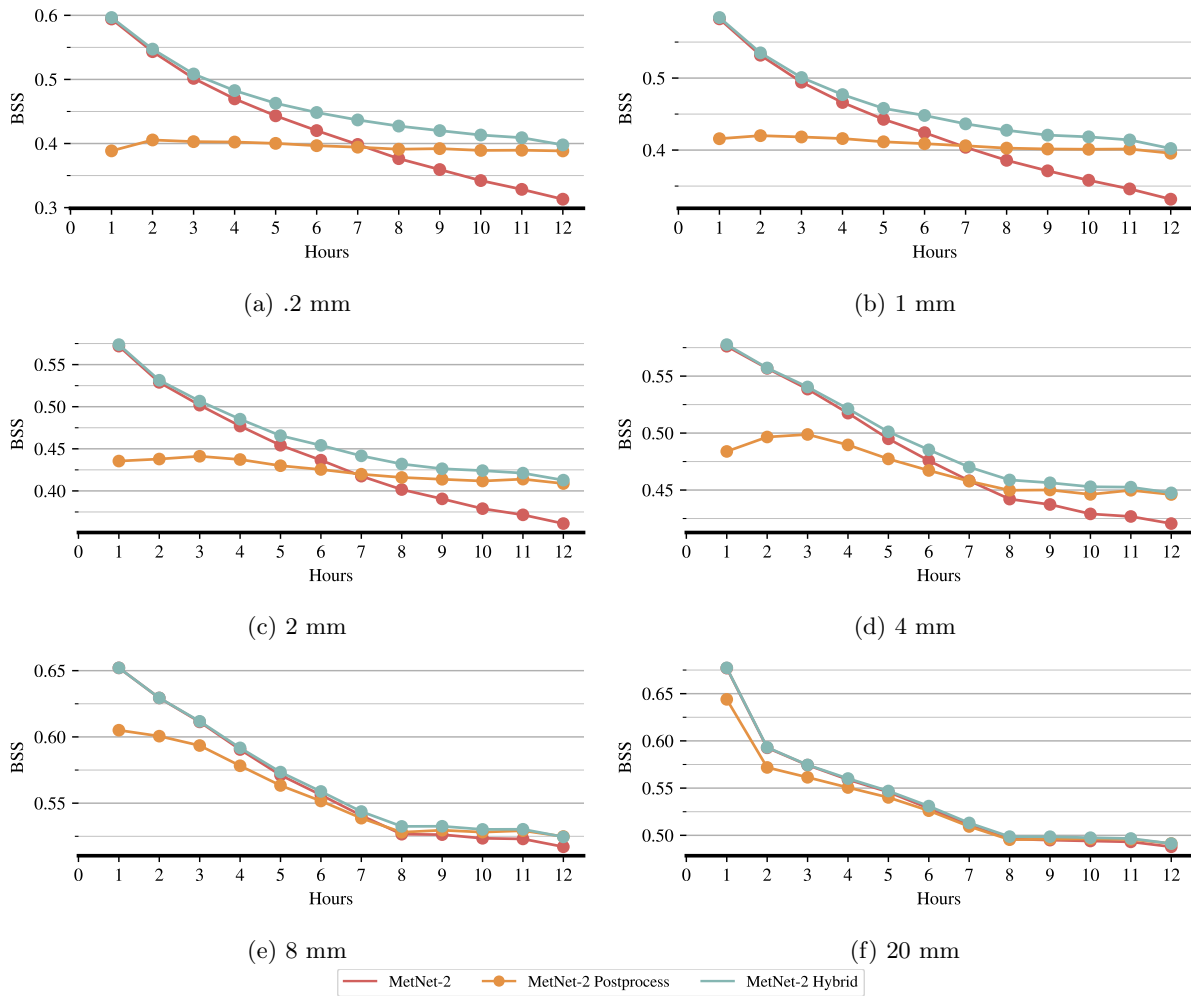 0.6
0.5
0.4
0.3
BSS
0 1 2 3 4 5 6 7 8 9 10 11 12
Hours
(a) .2 mm
0.5
0.4
BSS
0 1 2 3 4 5 6 7 8 9 10 11 12
Hours
(b) 1 mm
0.55
0.50
0.45
0.40
BSS
0 1 2 3 4 5 6 7 8 9 10 11 12
Hours
(c) 2 mm
0.55
0.50
0.45
BSS
0 1 2 3 4 5 6 7 8 9 10 11 12
Hours
(d) 4 mm
0.65
0.60
0.55
BSS
0 1 2 3 4 5 6 7 8 9 10 11 12
Hours
(e) 8 mm
0.65
0.60
0.55
0.50
BSS
0 1 2 3 4 5 6 7 8 9 10 11 12
Hours
(f) 20 mm
MetNet-2 MetNet-2 Postprocess MetNet-2 Hybrid